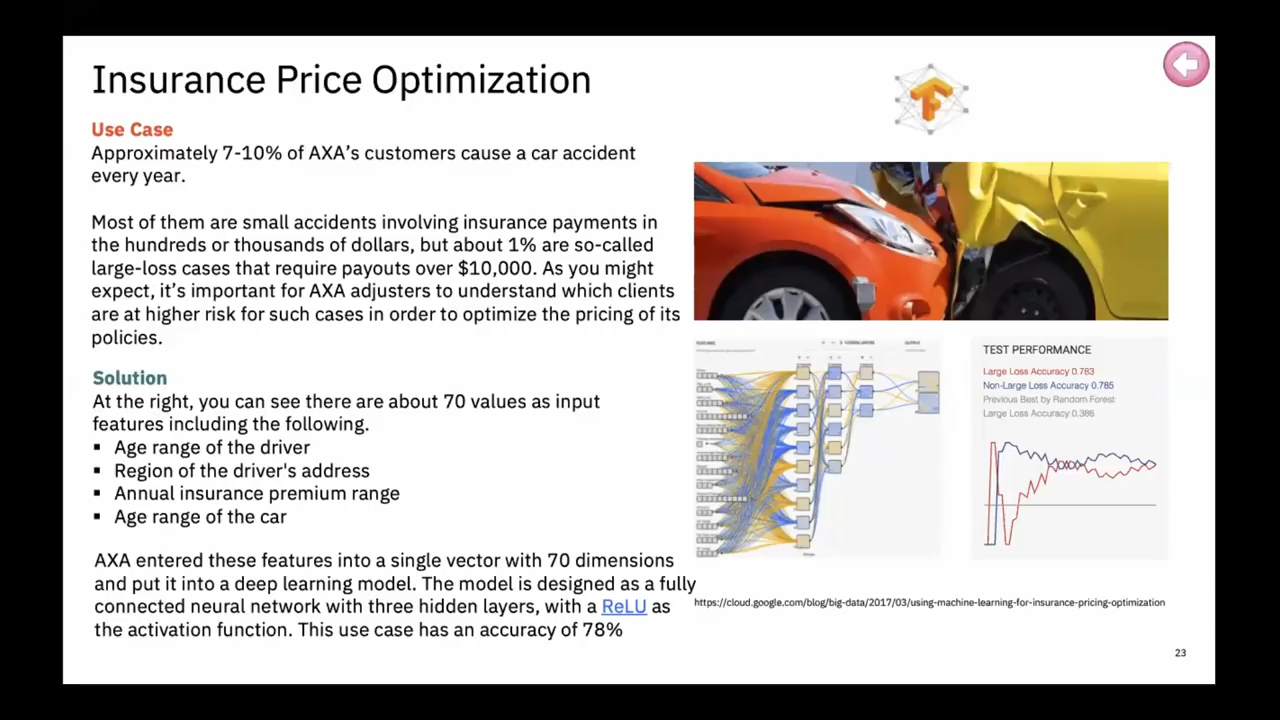 Insurance Price Optimization
Use Case
Approximately 7-10% of AXA's customers cause a car accident
every year.
Most of them are small accidents involving insurance payments in
the hundreds or thousands of dollars, but about 1% are so-called
large-loss cases that require payouts over $10,000. As you might
expect, it's important for AXA adjusters to understand which clients
are at higher risk for such cases in order to optimize the pricing of its
policies.
Solution
At the right, you can see there are about 70 values as input
features including the following.
▪ Age range of the driver
▪ Region of the driver's address
▪ Annual insurance premium range
▪ Age range of the car
AXA entered these features into a single vector with 70 dimensions
and put it into a deep learning model. The model is designed as a fully
connected neural network with three hidden layers, with a ReLU as
the activation function. This use case has an accuracy of 78%
FEATURES
HIDDEN LAYERS
OUTPUT
TEST PERFORMANCE
Large Loss Accuracy 0.783
Non-Large Loss Accuracy 0.785
Previous Best by Random Forest
Large Loss Accuracy 0.386
https://cloud.google.com/blog/big-data/2017/03/using-machine-learning-for-insurance-pricing-optimization
23